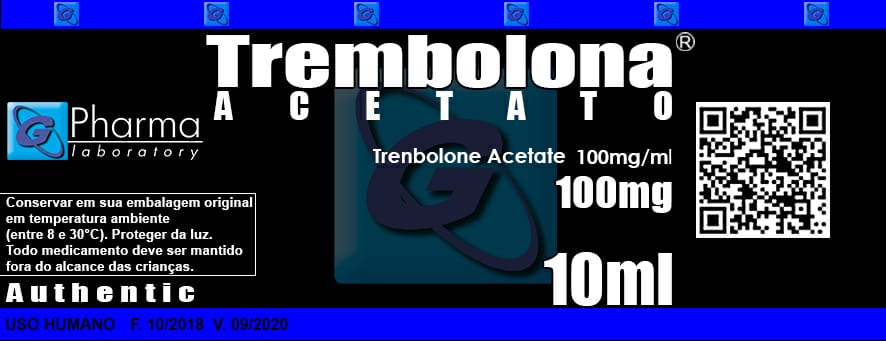 Trembolona®
ACETATO
G Pharma
laboratory
Trenbolone Acetate 100mg/ml
100mg
Conservar em sua embalagem original
em temperatura ambiente
(entre 8 e 30°C). Proteger da luz.
Todo medicamento deve ser mantido
fora do alcance das crianças.
10ml
Authentic
USO HUMANO F. 10/2018 V. 09/2020